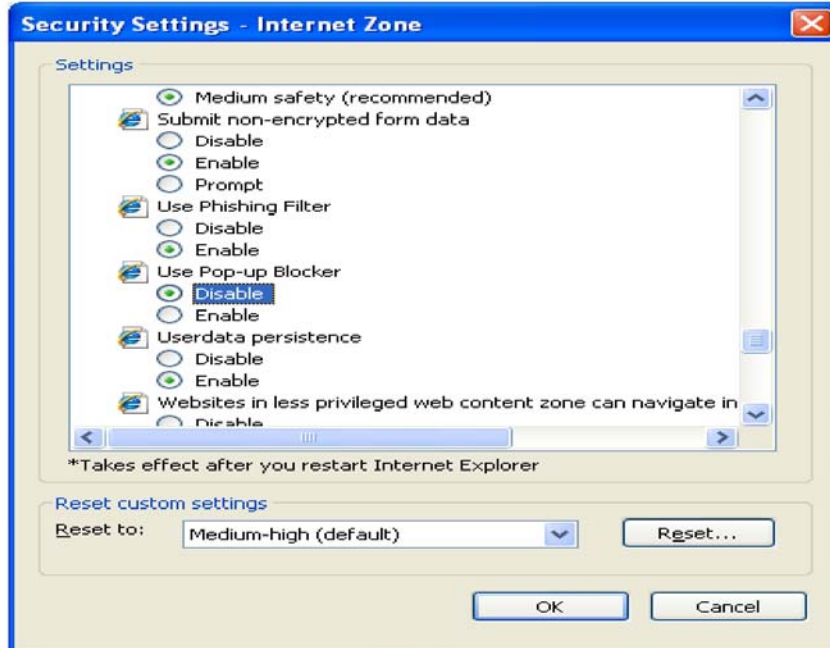 Security Settings - Internet Zone
Settings
Medium safety (recommended)
Submit non-encrypted form data
Disable
Enable
Prompt
Use Phishing Filter
Disable
Enable
Use Pop-up Blocker
Disable
Enable
Userdata persistence
Disable
Enable
Websites in less privileged web content zone can navigate in
Disable
*Takes effect after you restart Internet Explorer
Reset custom settings
Reset to: Medium-high (default) Reset...
OK Cancel